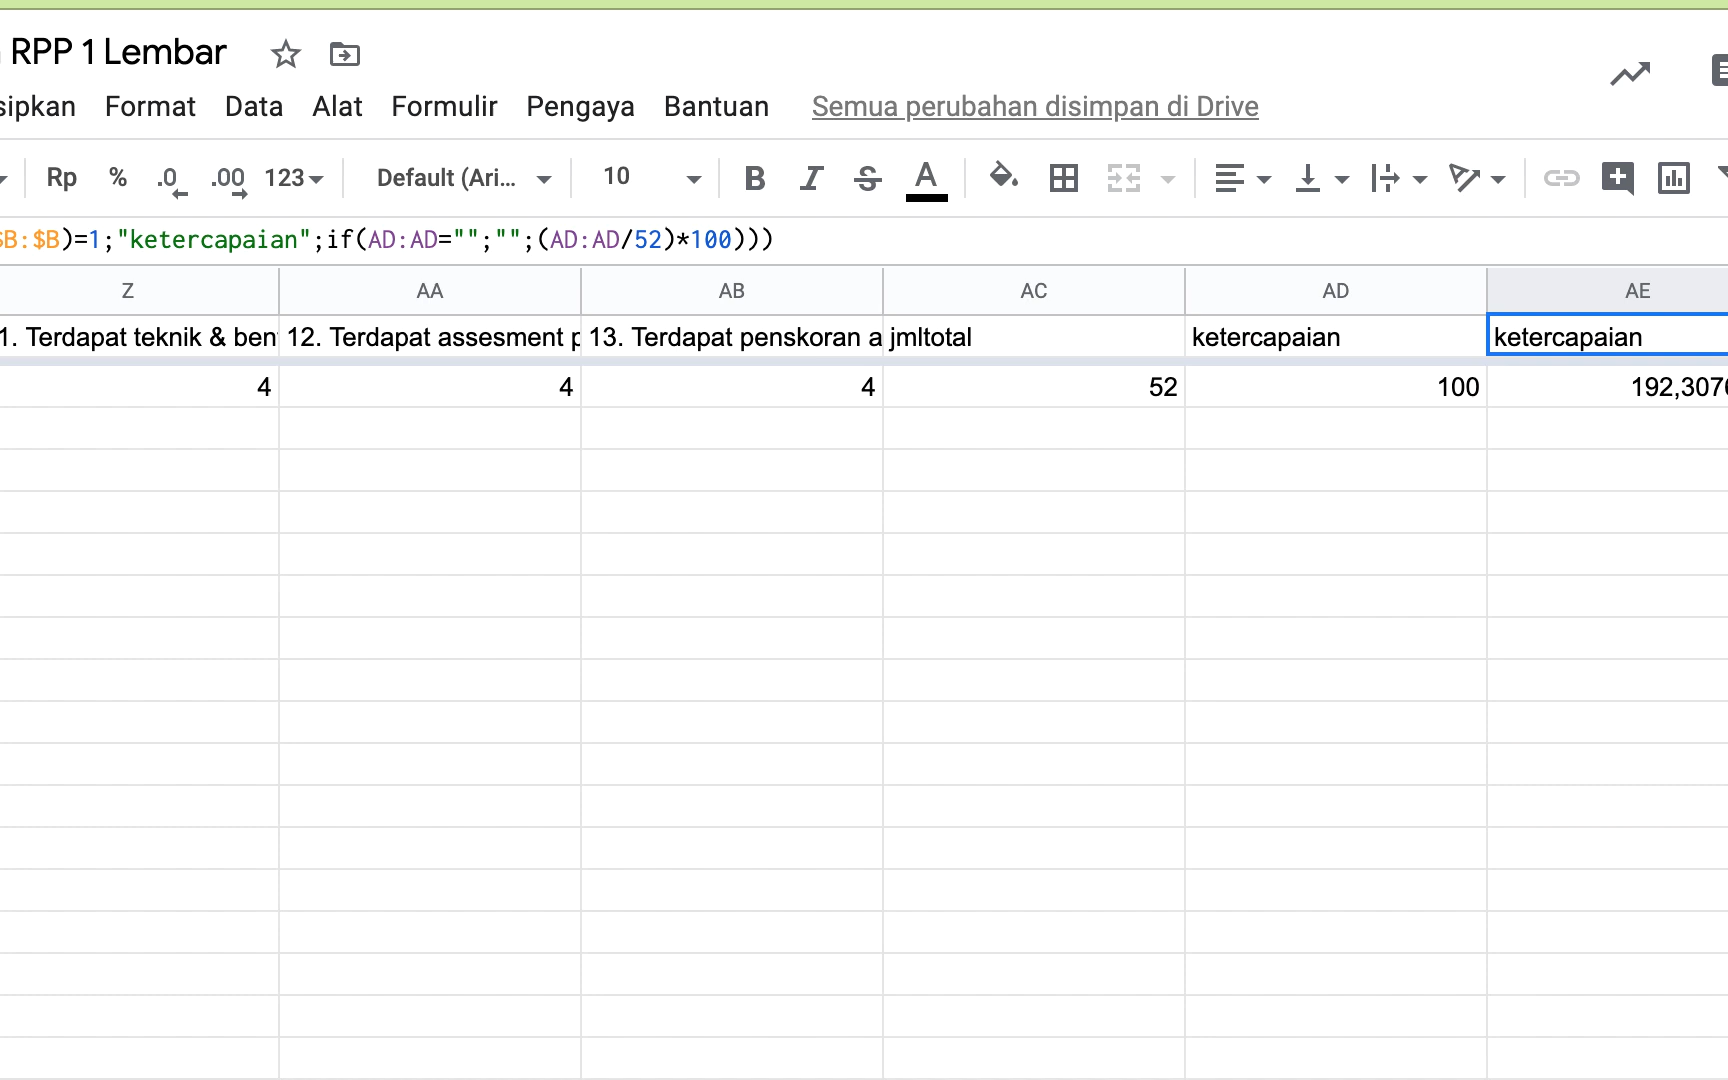 RPP 1 Lembar
sipkan Format Data Alat Formulir Pengaya Bantuan Semua perubahan disimpan di Drive
Rp % .0 .00 123 Default (Ari... 10 B I S A
$B:$B)=1;"ketercapaian";if(AD:AD="";"";(AD:AD/52)*100)))
Z AA AB AC AD AE
1. Terdapat teknik & ben 12. Terdapat assesment p 13. Terdapat penskoran a jmltotal ketercapaian ketercapaian
4 4 4 52 100 192,307